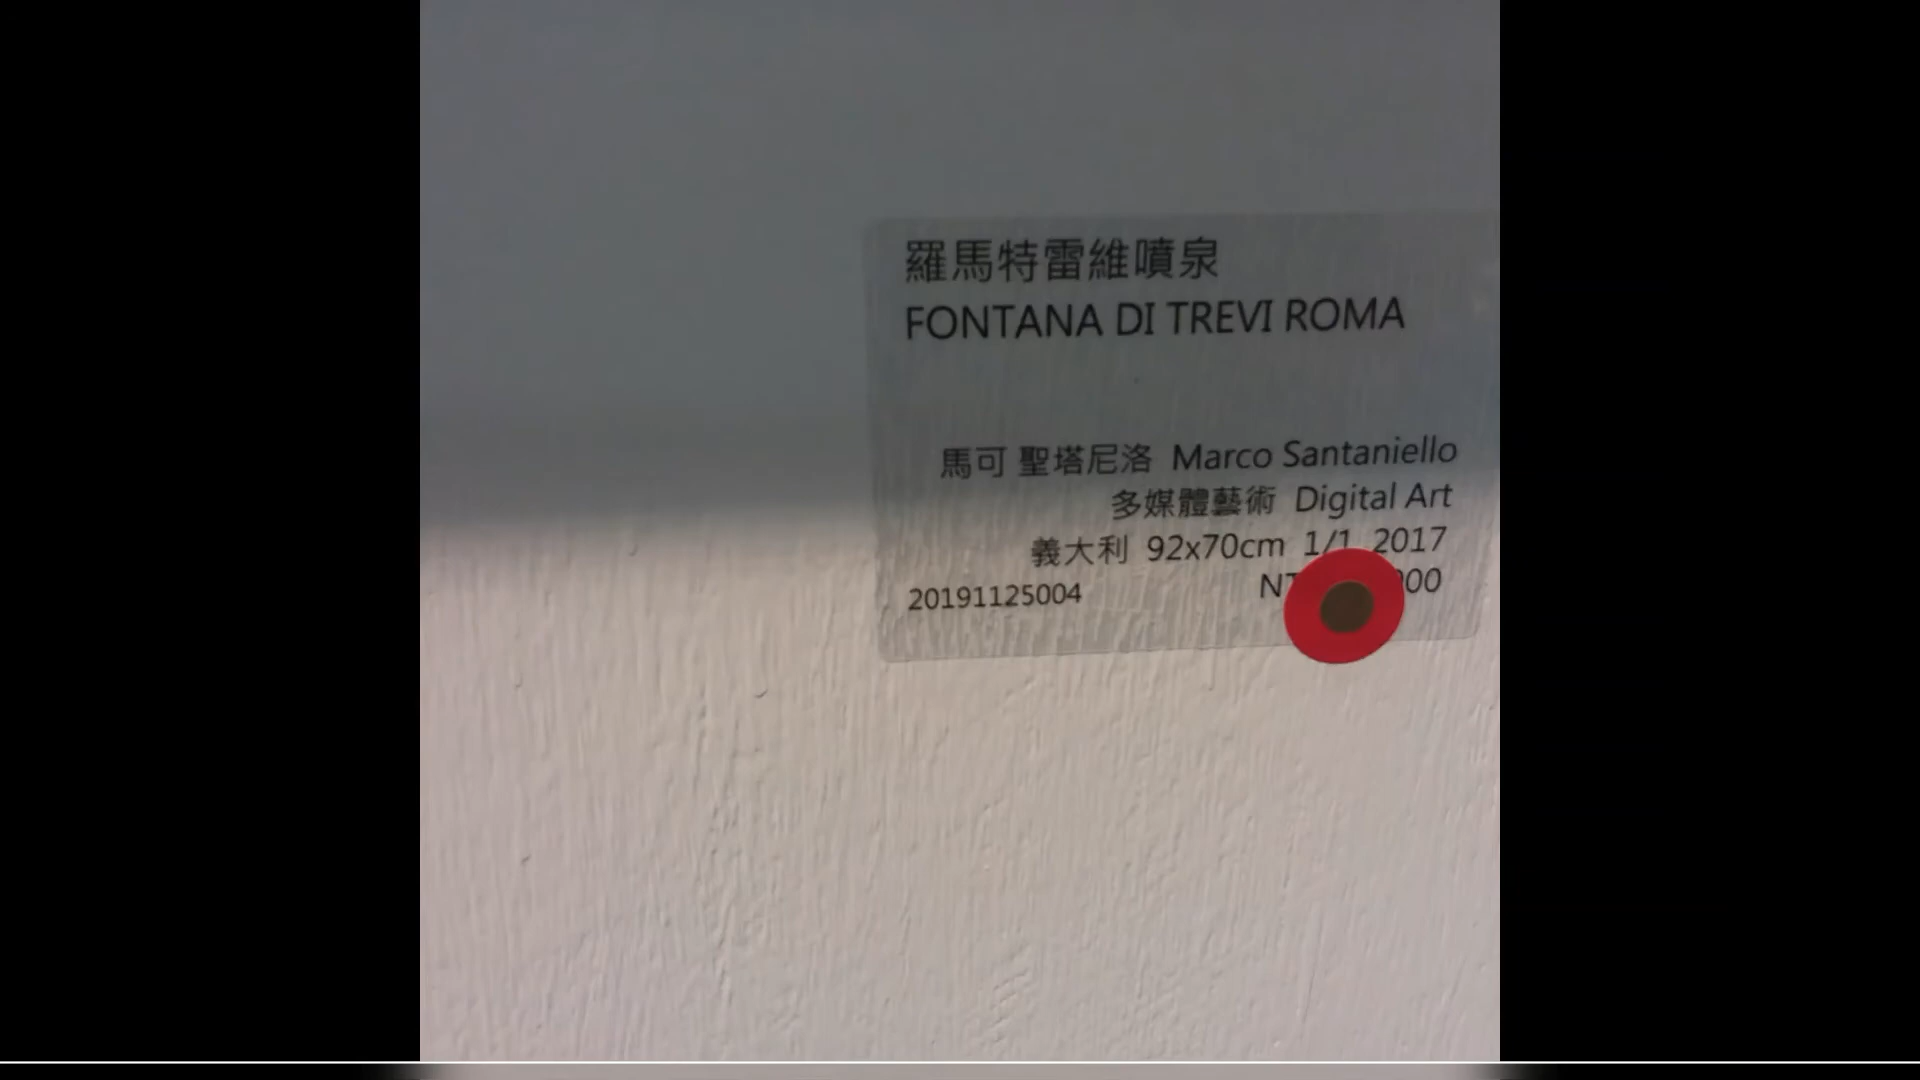 羅馬特雷維噴泉
FONTANA DI TREVI ROMA
馬可 聖塔尼洛 Marco Santaniello
多媒體藝術 Digital Art
義大利 92x70cm 1/1 2017
20191125004